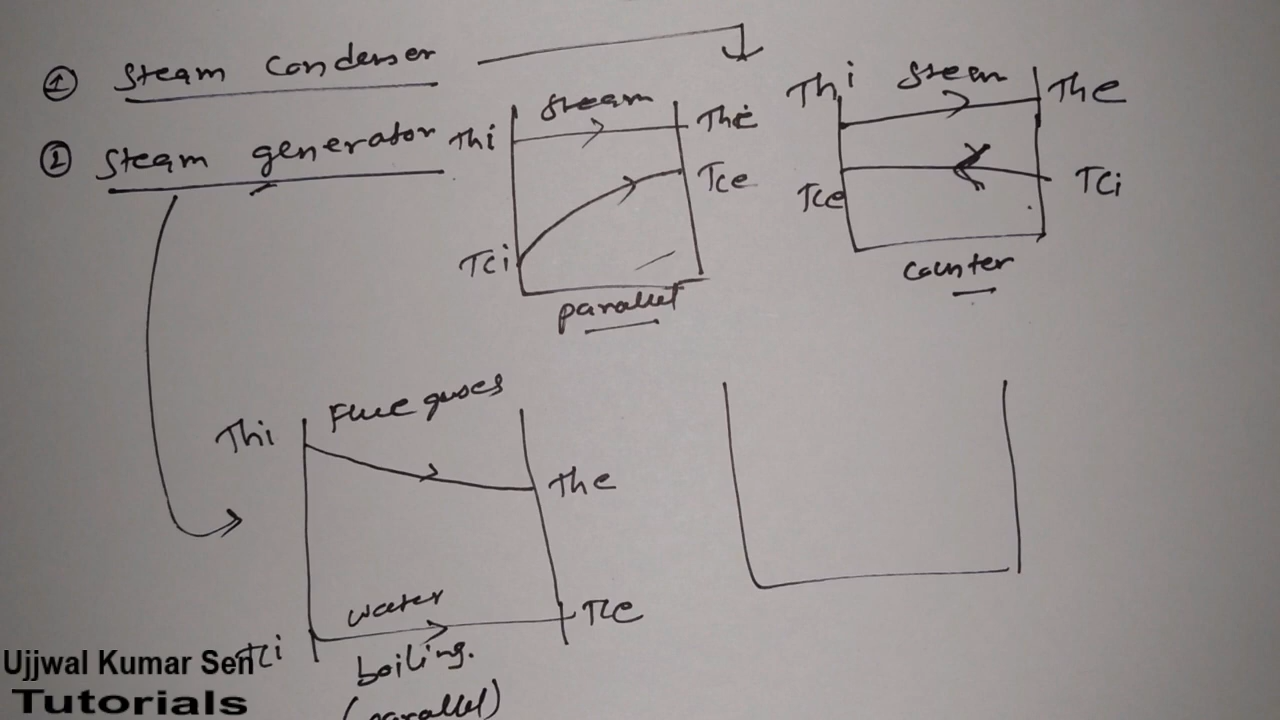 ① Steam Condenser
② Steam generator
Steam
Thi
The
Tce
Tci
parallel
Steam
Thi
The
Tce
Tci
Counter
Flue gases
Thi
The
water
Tce
Tci
boiling.
(parallel)
Ujjwal Kumar Sen
Tutorials